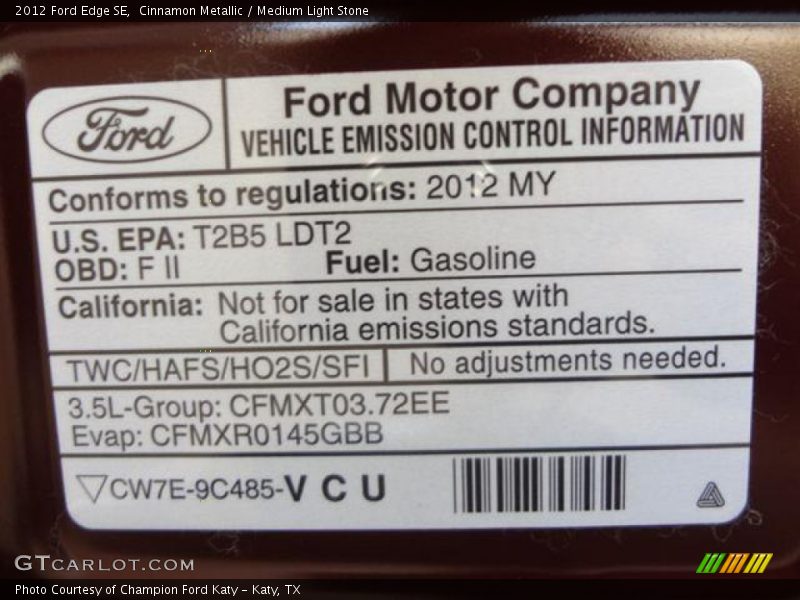 2012 Ford Edge SE,  Cinnamon Metallic / Medium Light Stone
Ford
Ford Motor Company
VEHICLE EMISSION CONTROL INFORMATION
Conforms to regulations: 2012 MY
U.S. EPA: T2B5 LDT2
OBD: F II
Fuel: Gasoline
California: Not for sale in states with
California emissions standards.
TWC/HAFS/HO2S/SFI
No adjustments needed.
3.5L-Group: CFMXT03.72EE
Evap: CFMXR0145GBB
CW7E-9C485-V C U
GTCARLOT.COM
Photo Courtesy of Champion Ford Katy - Katy, TX